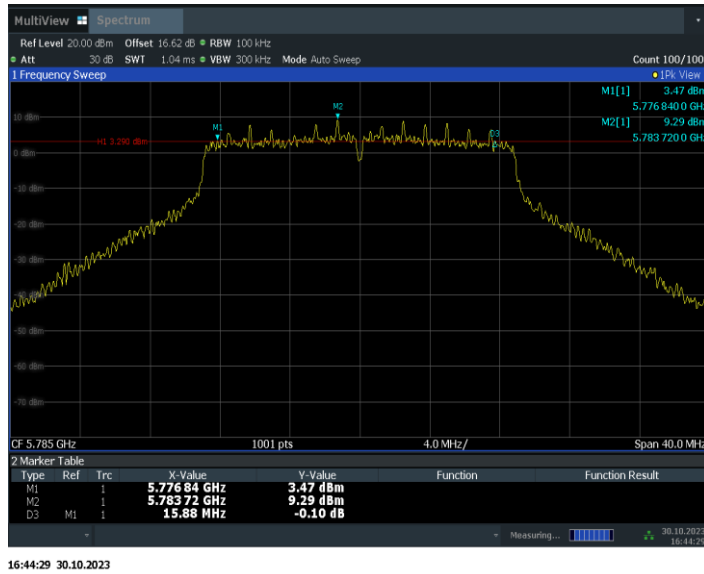 MultiView Spectrum
Ref Level 20.00 dBm Offset 16.62 dB RBW 100 kHz
Att 30 dB SWT 1.04 ms VBW 300 kHz Mode Auto Sweep Count 100/100
1 Frequency Sweep 1Pk View
M1[1] 3.47 dBm
5.776 840 0 GHz
M2[1] 9.29 dBm
5.783 720 0 GHz
M2
10 dBm
M1
D3
H1 3.290 dBm
0 dBm
-10 dBm
-20 dBm
-30 dBm
-50 dBm
-60 dBm
-70 dBm
CF 5.785 GHz 1001 pts 4.0 MHz/ Span 40.0 MHz
2 Marker Table
Type Ref Trc X-Value Y-Value Function Function Result
M1 1 5.776 84 GHz 3.47 dBm
M2 1 5.783 72 GHz 9.29 dBm
D3 M1 1 15.88 MHz -0.10 dB
Measuring... 30.10.2023
16:44:29
16:44:29 30.10.2023